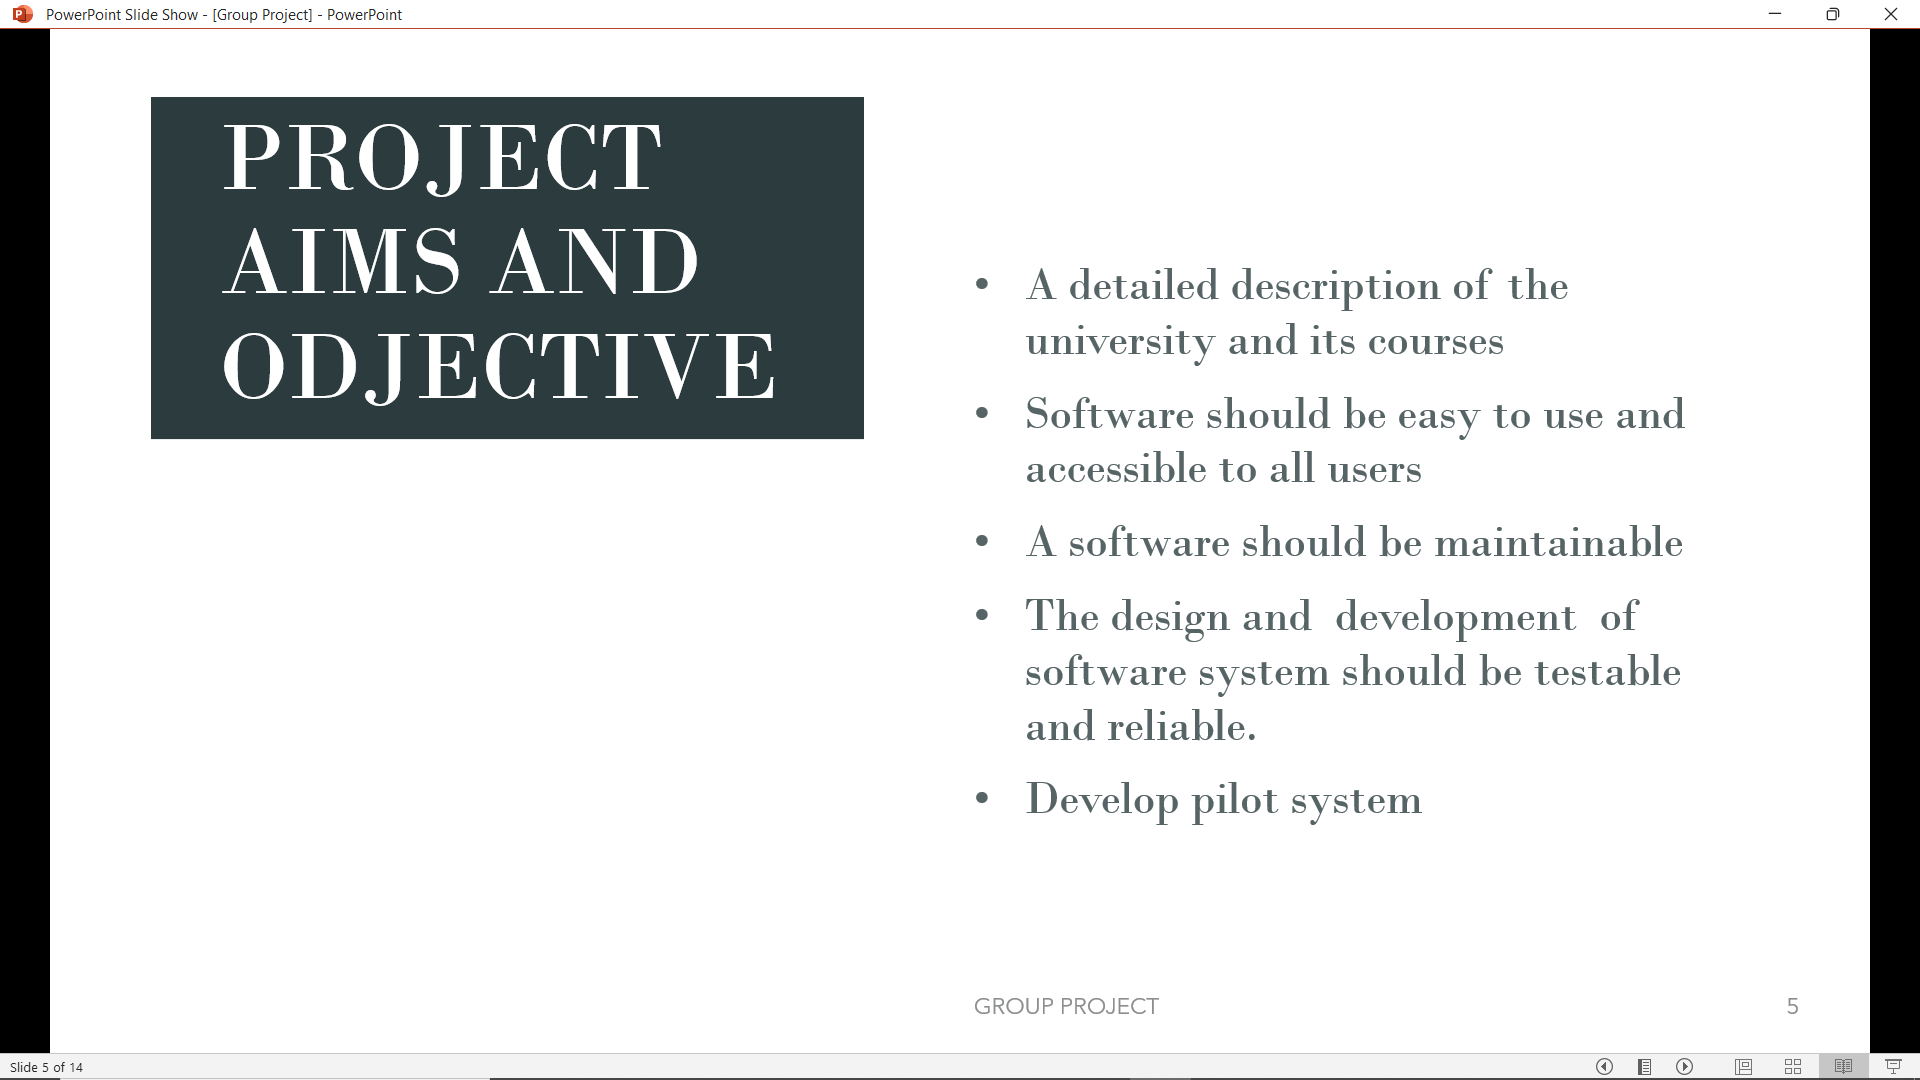 PowerPoint Slide Show - [Group Project] - PowerPoint
PROJECT
AIMS AND
ODJECTIVE
• A detailed description of the
university and its courses
• Software should be easy to use and
accessible to all users
• A software should be maintainable
• The design and development of
software system should be testable
and reliable.
• Develop pilot system
GROUP PROJECT
5
Slide 5 of 14